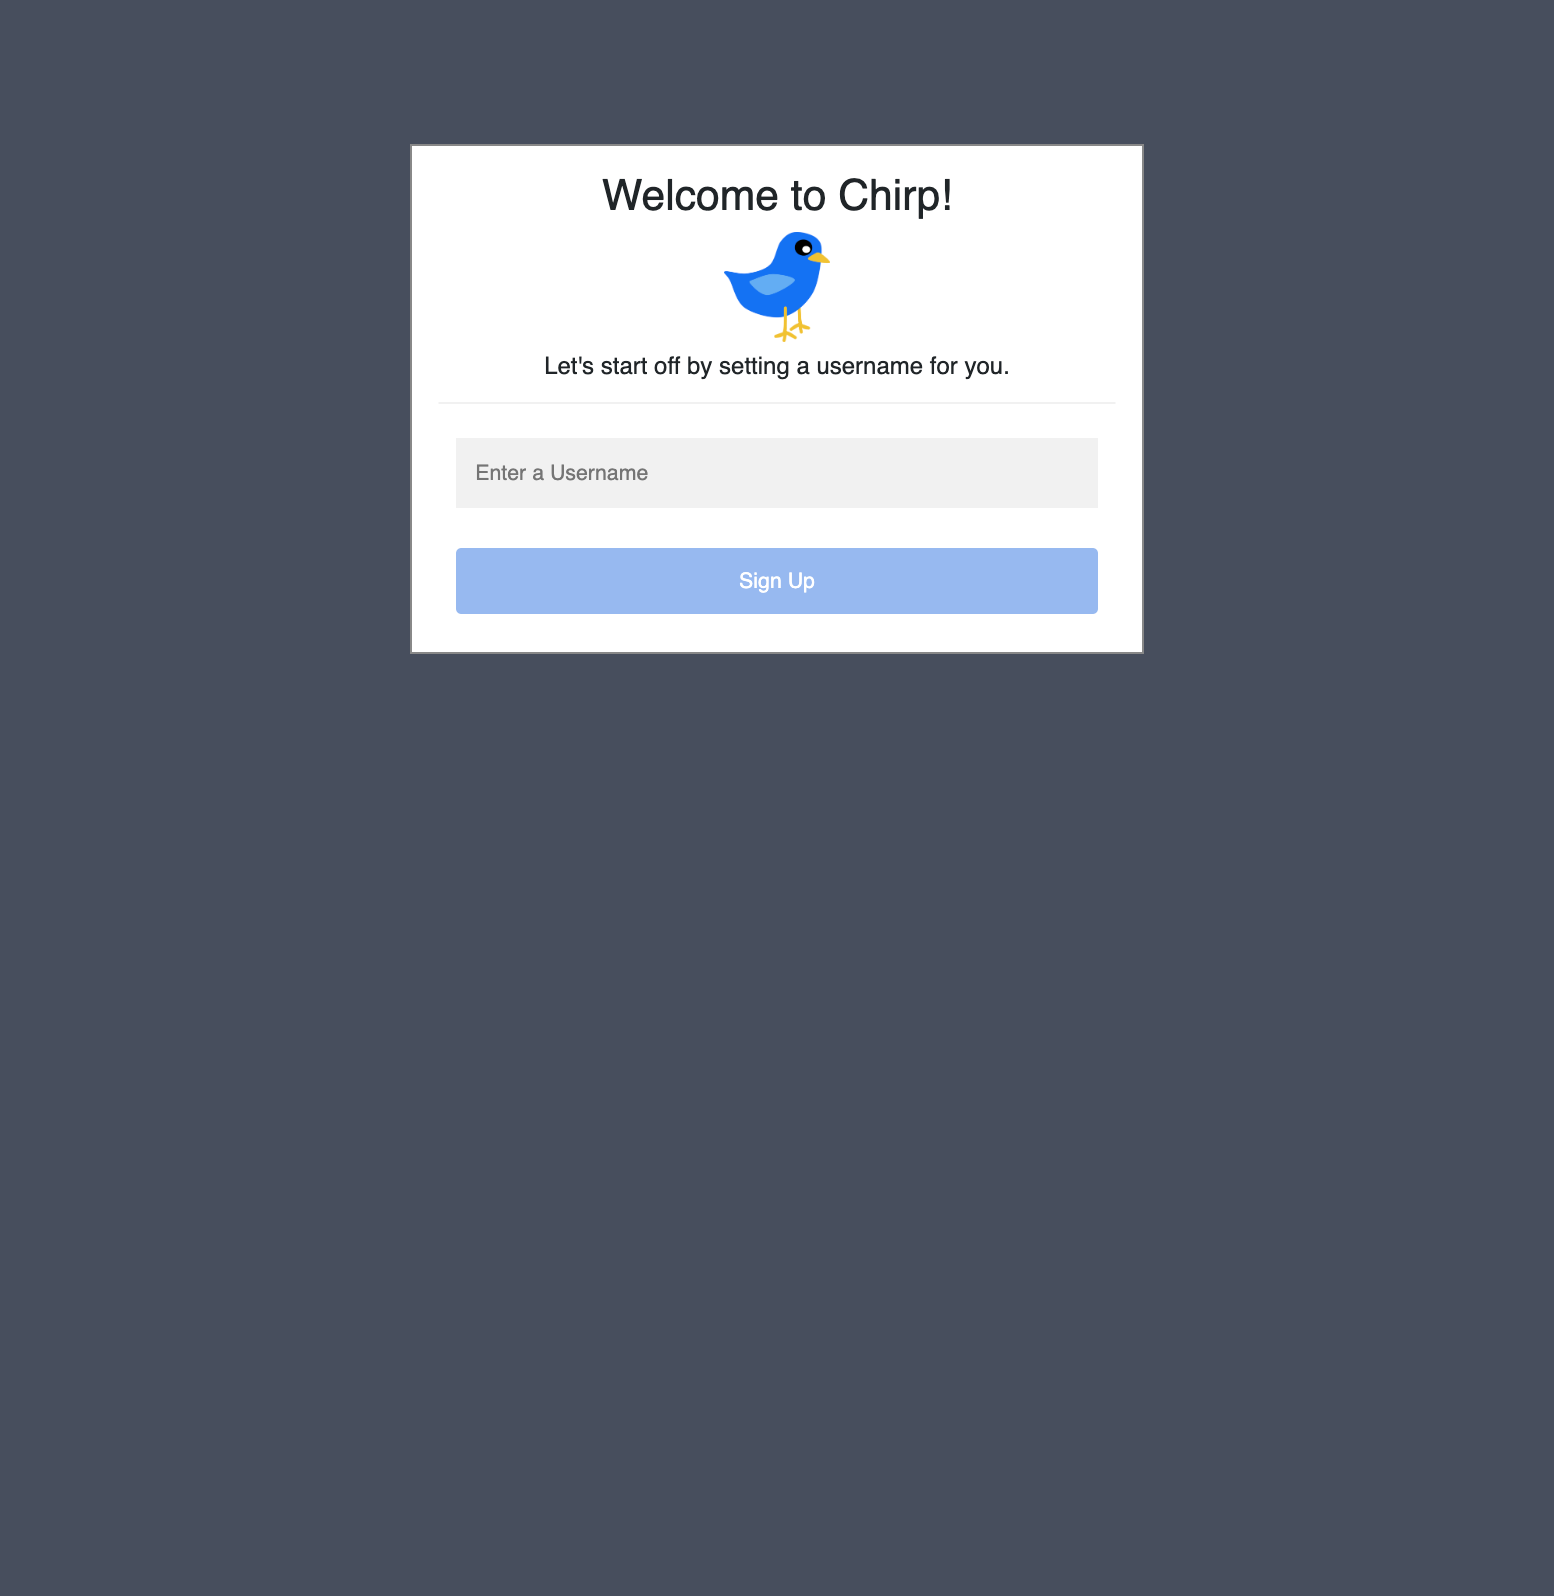 Welcome to Chirp!
Let's start off by setting a username for you.
Enter a Username
Sign Up